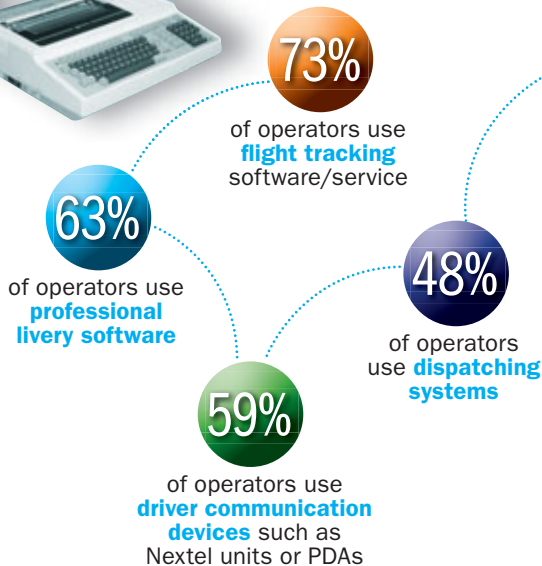 73%
of operators use
flight tracking
software/service
63%
of operators use
professional
livery software
48%
of operators
use dispatching
systems
59%
of operators use
driver communication
devices such as
Nextel units or PDAs